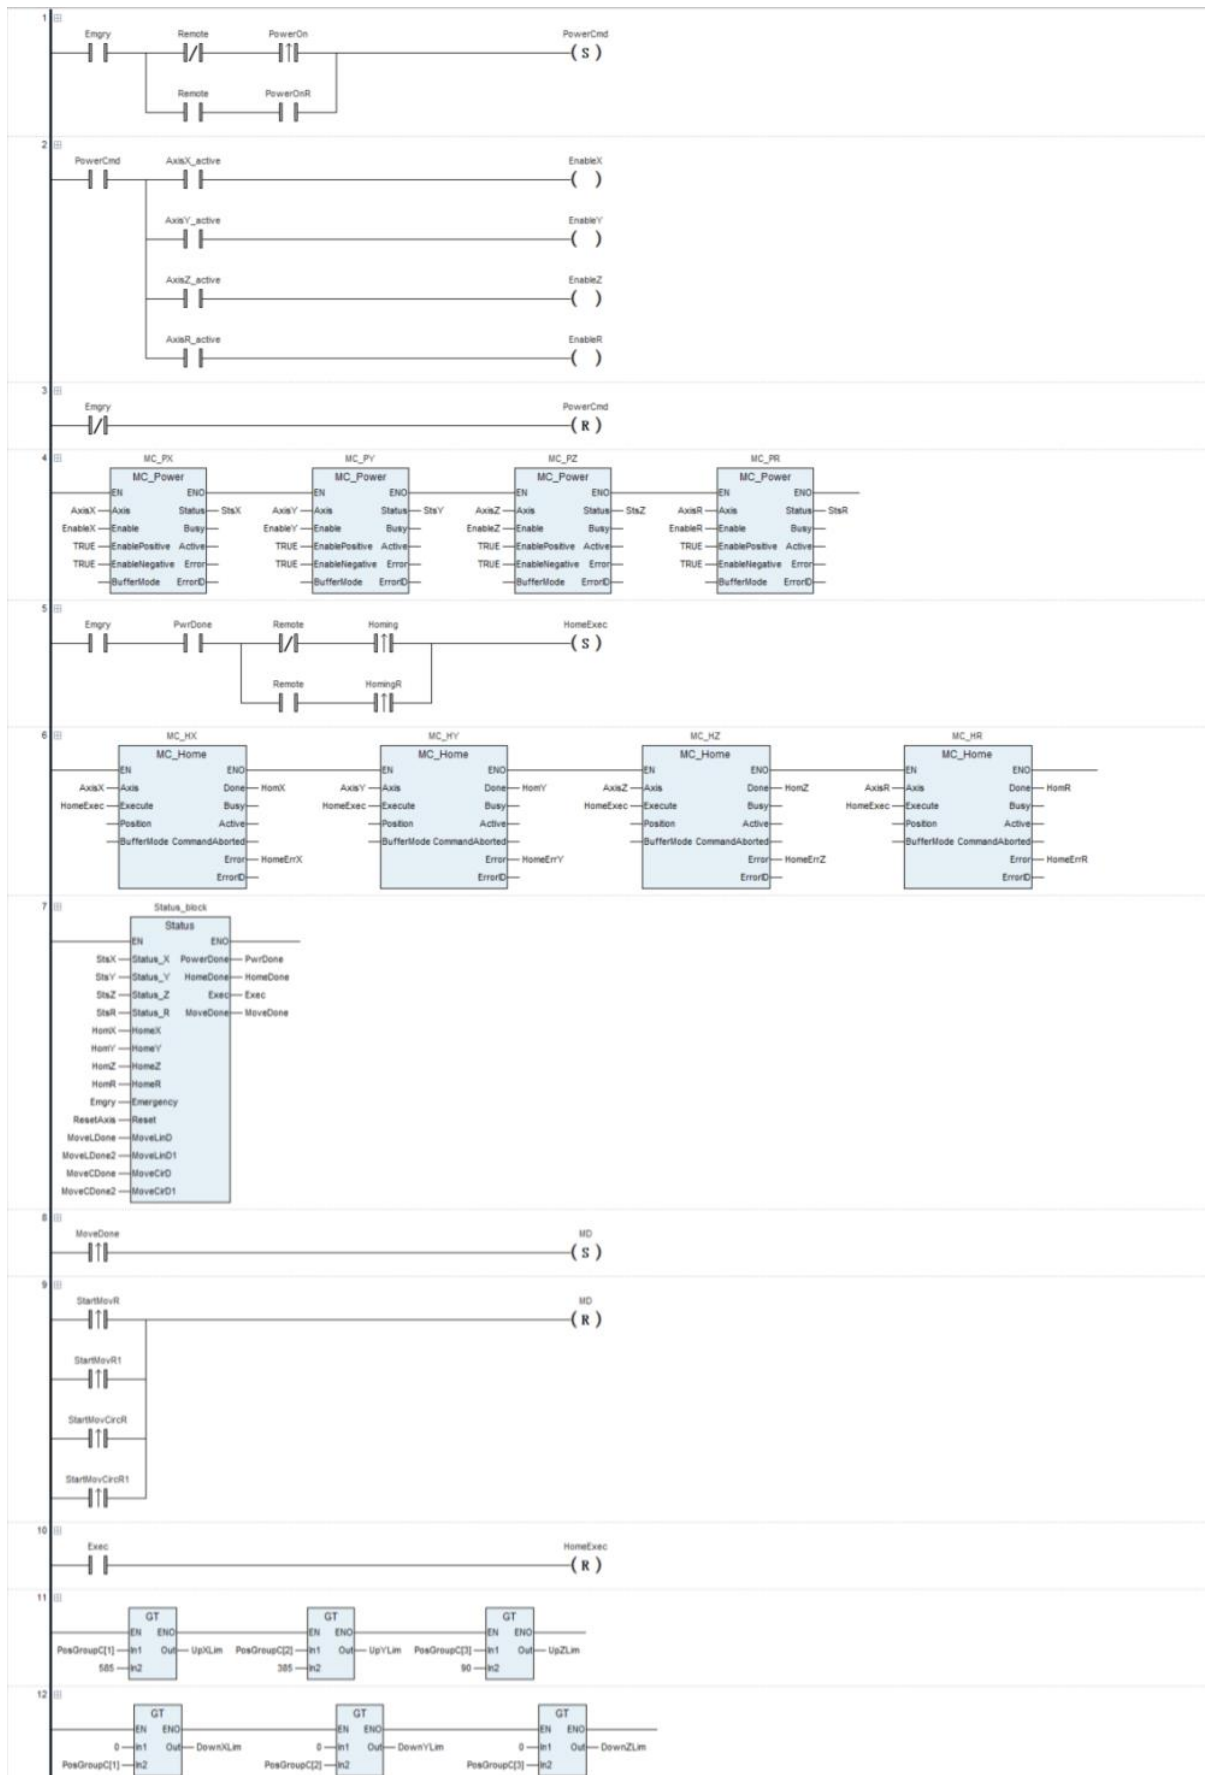 1
Emgry Remote PowerOn PowerCmd
S
Remote PowerOnR
2
PowerCmd AxisX_active EnableX
AxisY_active EnableY
AxisZ_active EnableZ
AxisR_active EnableR
3
Emgry PowerCmd
R
4
MC_PX MC_PY MC_PZ MC_PR
MC_Power MC_Power MC_Power MC_Power
EN ENO EN ENO EN ENO EN ENO
AxisX Axis Status StsX AxisY Axis Status StsY AxisZ Axis Status StsZ AxisR Axis Status StsR
EnableX Enable Busy EnableY Enable Busy EnableZ Enable Busy EnableR Enable Busy
TRUE EnablePositive Active TRUE EnablePositive Active TRUE EnablePositive Active TRUE EnablePositive Active
TRUE EnableNegative Error TRUE EnableNegative Error TRUE EnableNegative Error TRUE EnableNegative Error
BufferMode ErrorID BufferMode ErrorID BufferMode ErrorID BufferMode ErrorID
5
Emgry PwrDone Remote Homing HomeExec
S
Remote HomingR
6
MC_HX MC_HY MC_HZ MC_HR
MC_Home MC_Home MC_Home MC_Home
EN ENO EN ENO EN ENO EN ENO
AxisX Axis Done HomX AxisY Axis Done HomY AxisZ Axis Done HomZ AxisR Axis Done HomR
HomeExec Execute Busy HomeExec Execute Busy HomeExec Execute Busy HomeExec Execute Busy
Position Active Position Active Position Active Position Active
BufferMode CommandAborted BufferMode CommandAborted BufferMode CommandAborted BufferMode CommandAborted
Error HomeErrX Error HomeErrY Error HomeErrZ Error HomeErrR
ErrorID ErrorID ErrorID ErrorID
7
Status_block
Status
EN ENO
StsX Status_X PowerDone PwrDone
StsY Status_Y HomeDone HomeDone
StsZ Status_Z Exec Exec
StsR Status_R MoveDone MoveDone
HomX HomeX
HomY HomeY
HomZ HomeZ
HomR HomeR
Emgry Emergency
ResetAxis Reset
MoveLDone MoveLinD
MoveLDone2 MoveLinD1
MoveCDone MoveCirD
MoveCDone2 MoveCirD1
8
MoveDone MD
S
9
StartMovR MD
R
StartMovR1
StartMovCircR
StartMovCircR1
10
Exec HomeExec
R
11
GT GT GT
EN ENO EN ENO EN ENO
PosGroupC[1] In1 Out UpXLim PosGroupC[2] In1 Out UpYLim PosGroupC[3] In1 Out UpZLim
585 In2 385 In2 90 In2
12
GT GT GT
EN ENO EN ENO EN ENO
0 In1 Out DownXLim 0 In1 Out DownYLim 0 In1 Out DownZLim
PosGroupC[1] In2 PosGroupC[2] In2 PosGroupC[3] In2